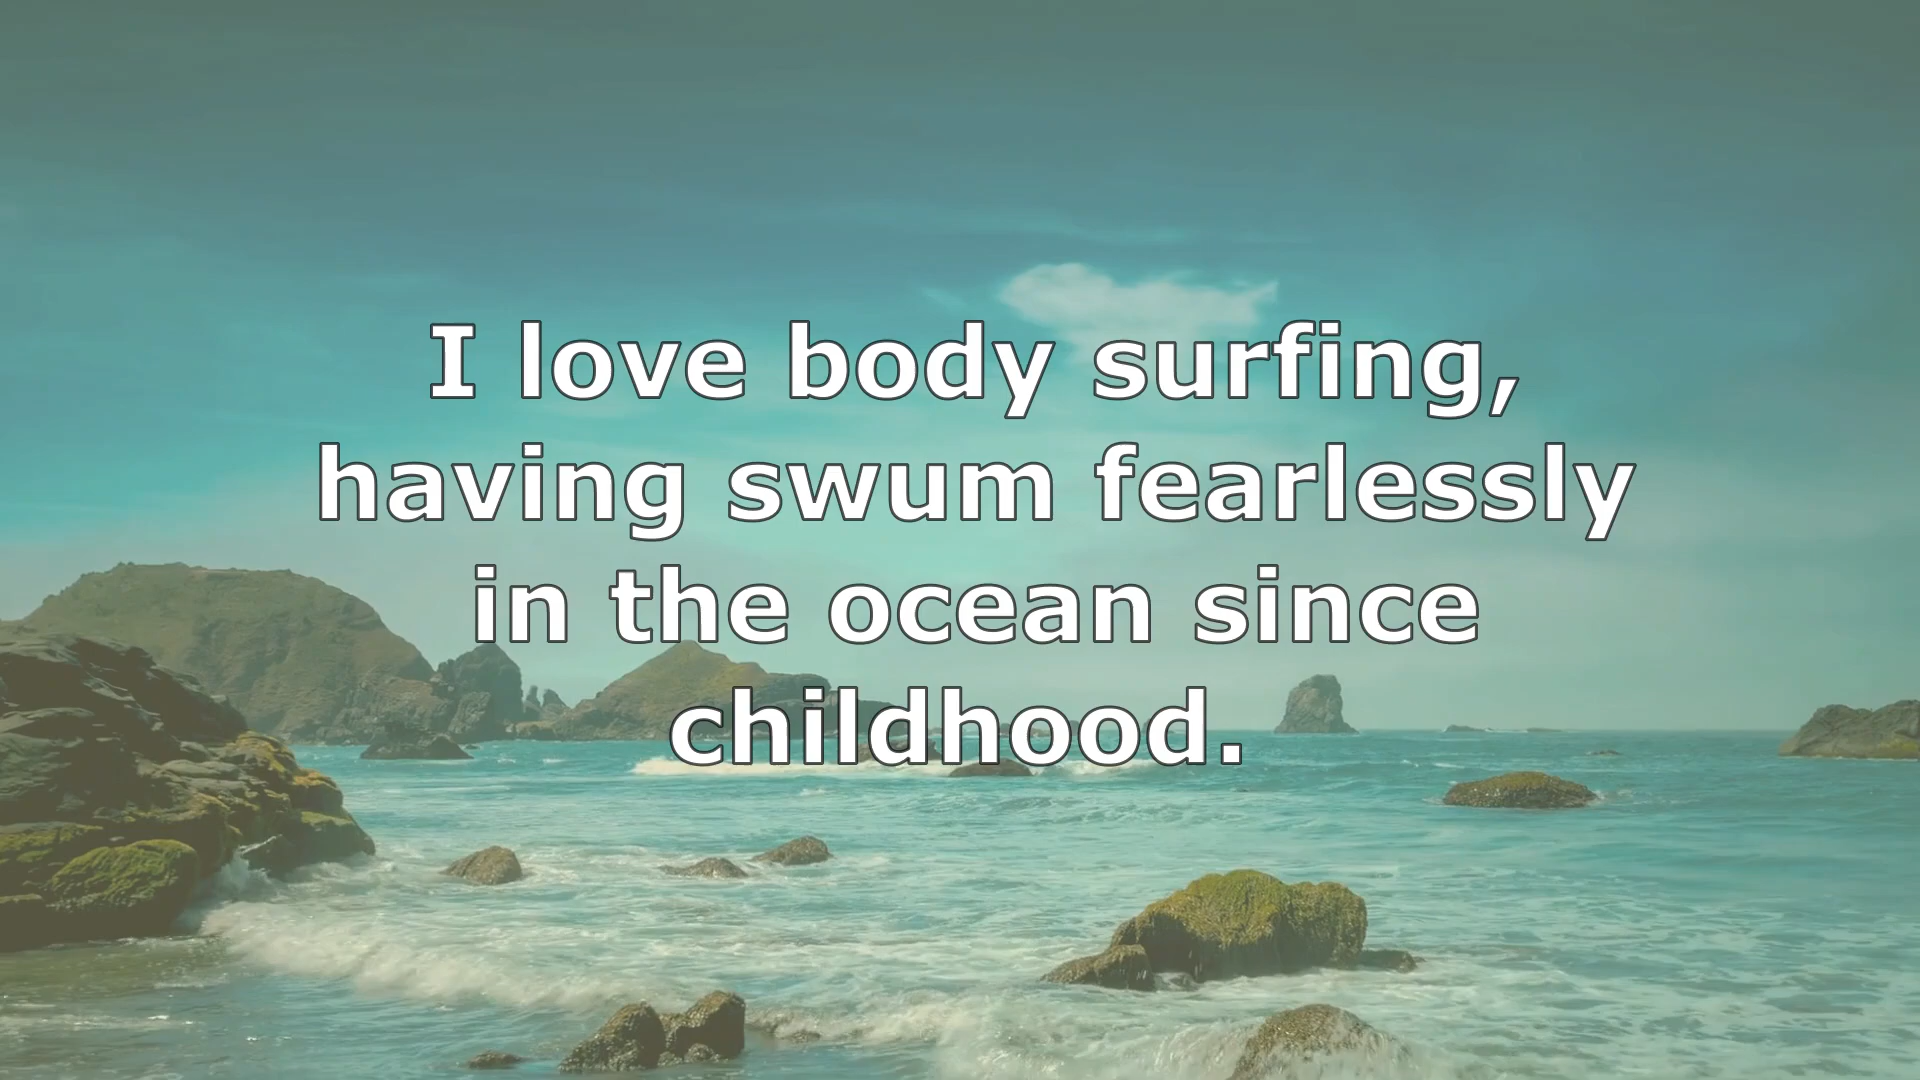 I love body surfing,
having swum fearlessly
in the ocean since
childhood.